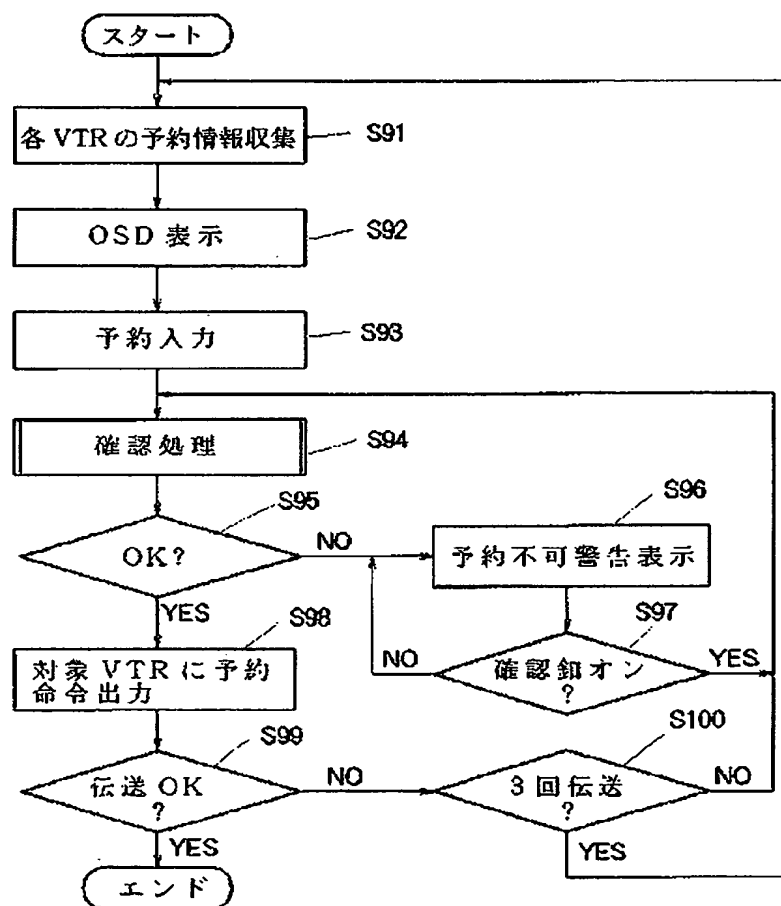 スタート
各VTRの予約情報収集
S91
OSD表示
S92
予約入力
S93
確認処理
S94
S95
OK?
NO
YES
S96
予約不可警告表示
S97
確認釦オン
?
NO
YES
S98
対象VTRに予約
命令出力
S99
伝送OK
?
NO
YES
S100
3回伝送
?
NO
YES
エンド